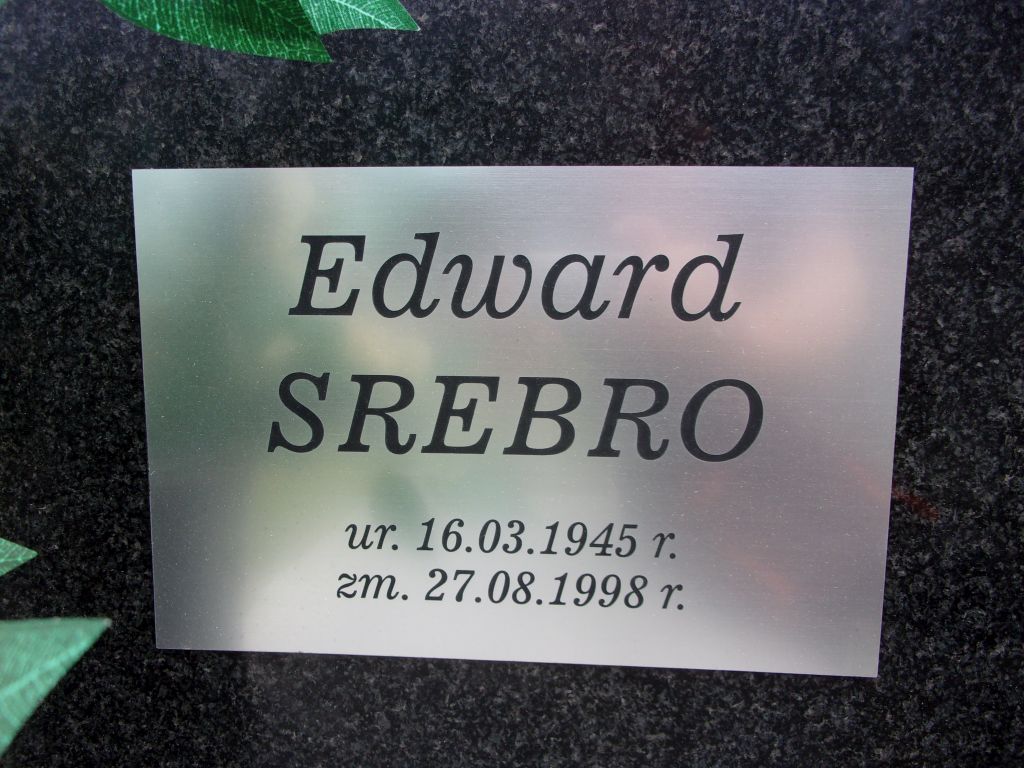 Edward
SREBRO
ur. 16.03.1945 r.
zm. 27.08.1998 r.